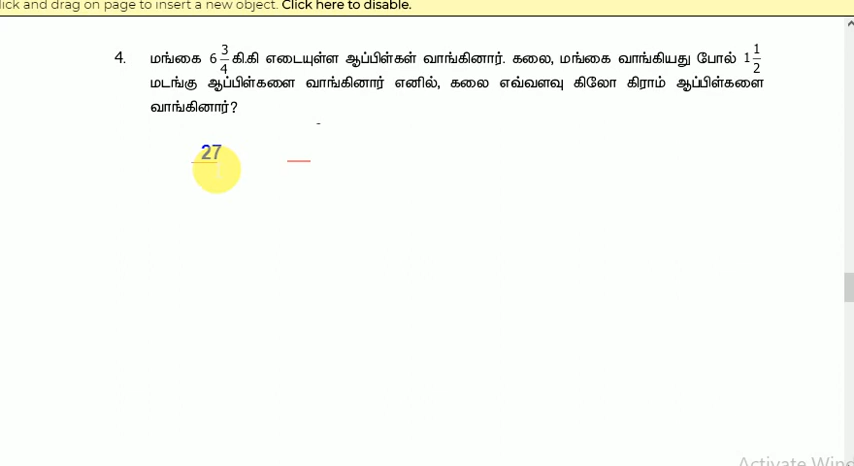 lick and drag on page to insert a new object. Click here to disable.
4. மங்கை 6 3/4 கி.கி எடையுள்ள ஆப்பிள்கள் வாங்கினார். கலை, மங்கை வாங்கியது போல் 1 1/2
மடங்கு ஆப்பிள்களை வாங்கினார் எனில், கலை எவ்வளவு கிலோ கிராம் ஆப்பிள்களை
வாங்கினார்?
27
Activate Wind